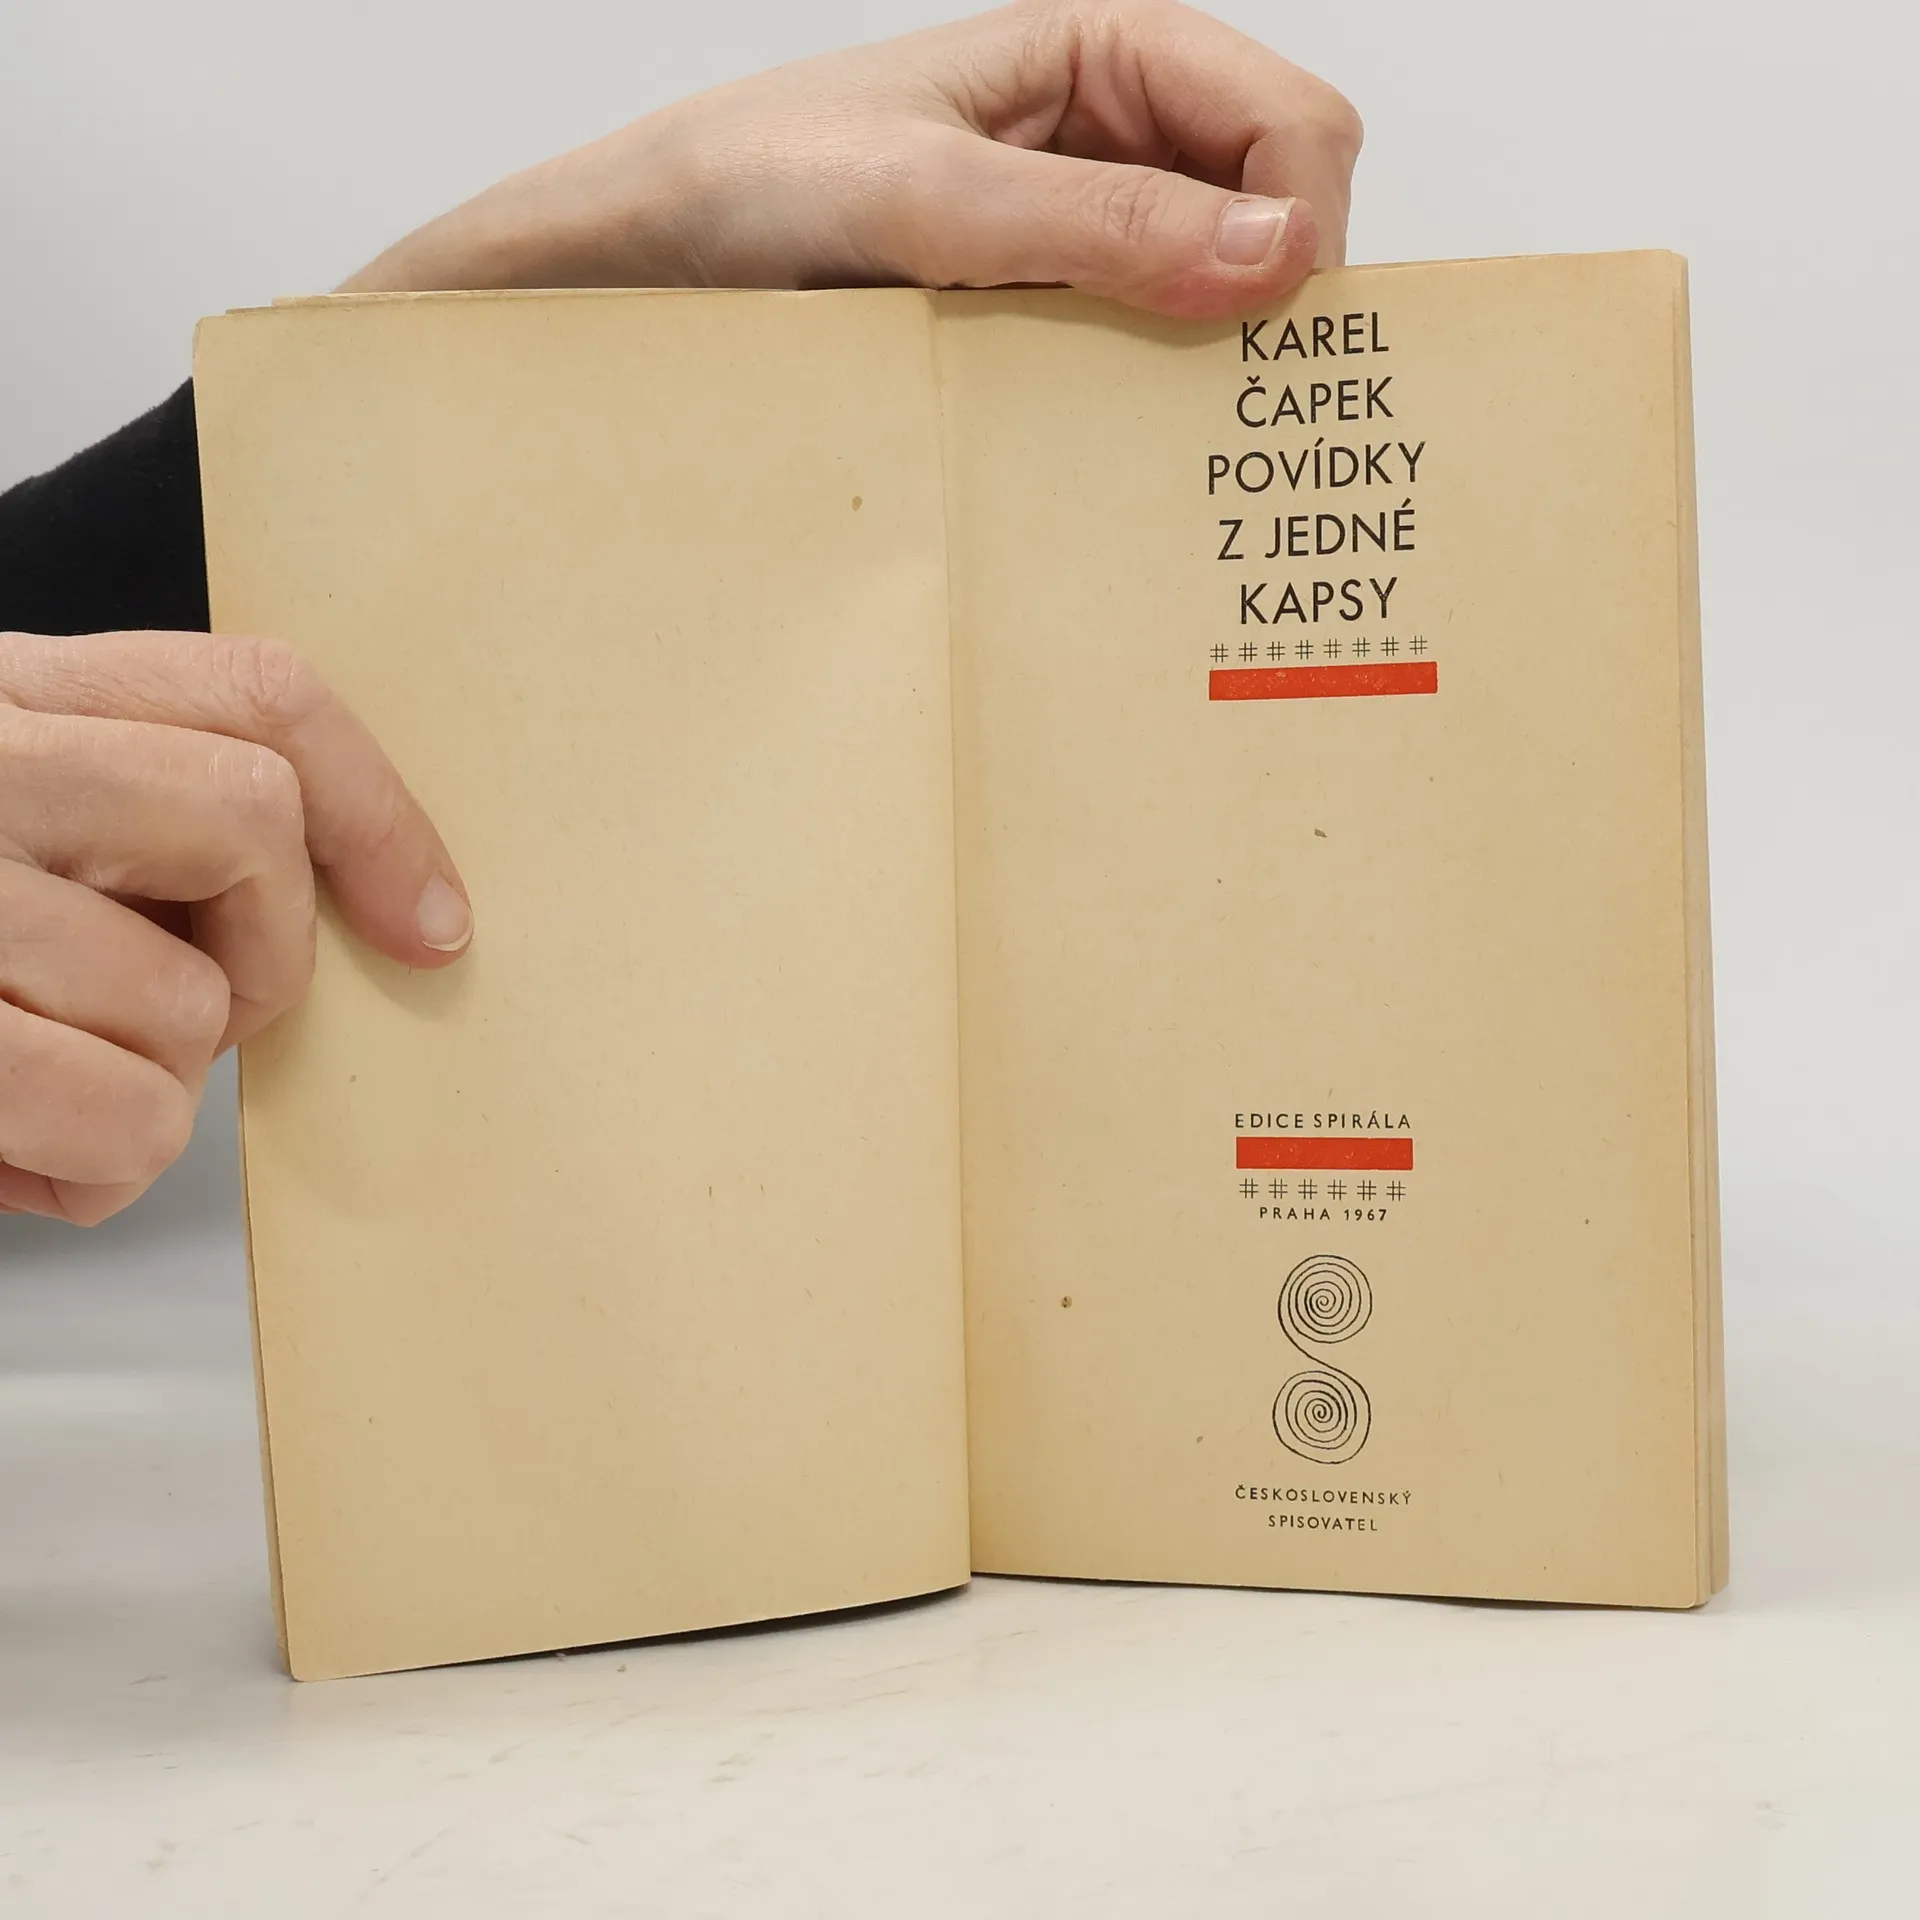 KAREL
ČAPEK
POVÍDKY
Z JEDNÉ
KAPSY
########
EDICE SPIRÁLA
######
PRAHA 1967
ČESKOSLOVENSKÝ
SPISOVATEL